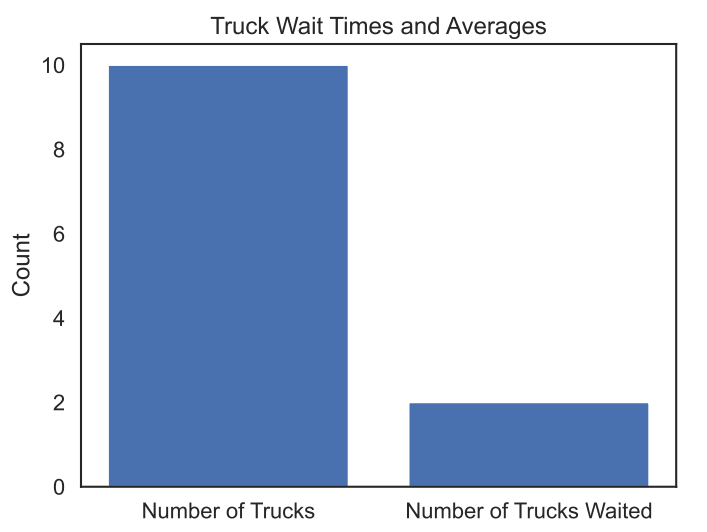 Truck Wait Times and Averages
10
8
6
4
2
0
Count
Number of Trucks
Number of Trucks Waited